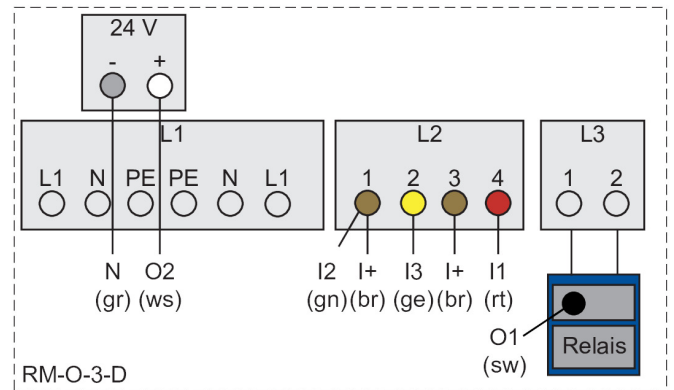 24 V
- +
L1 L2 L3
L1 N PE PE N L1 1 2 3 4 1 2
N O2 I2 I+ I3 I+ I1
(gr) (ws) (gn) (br) (ge) (br) (rt)
O1
(sw)
Relais
RM-O-3-D